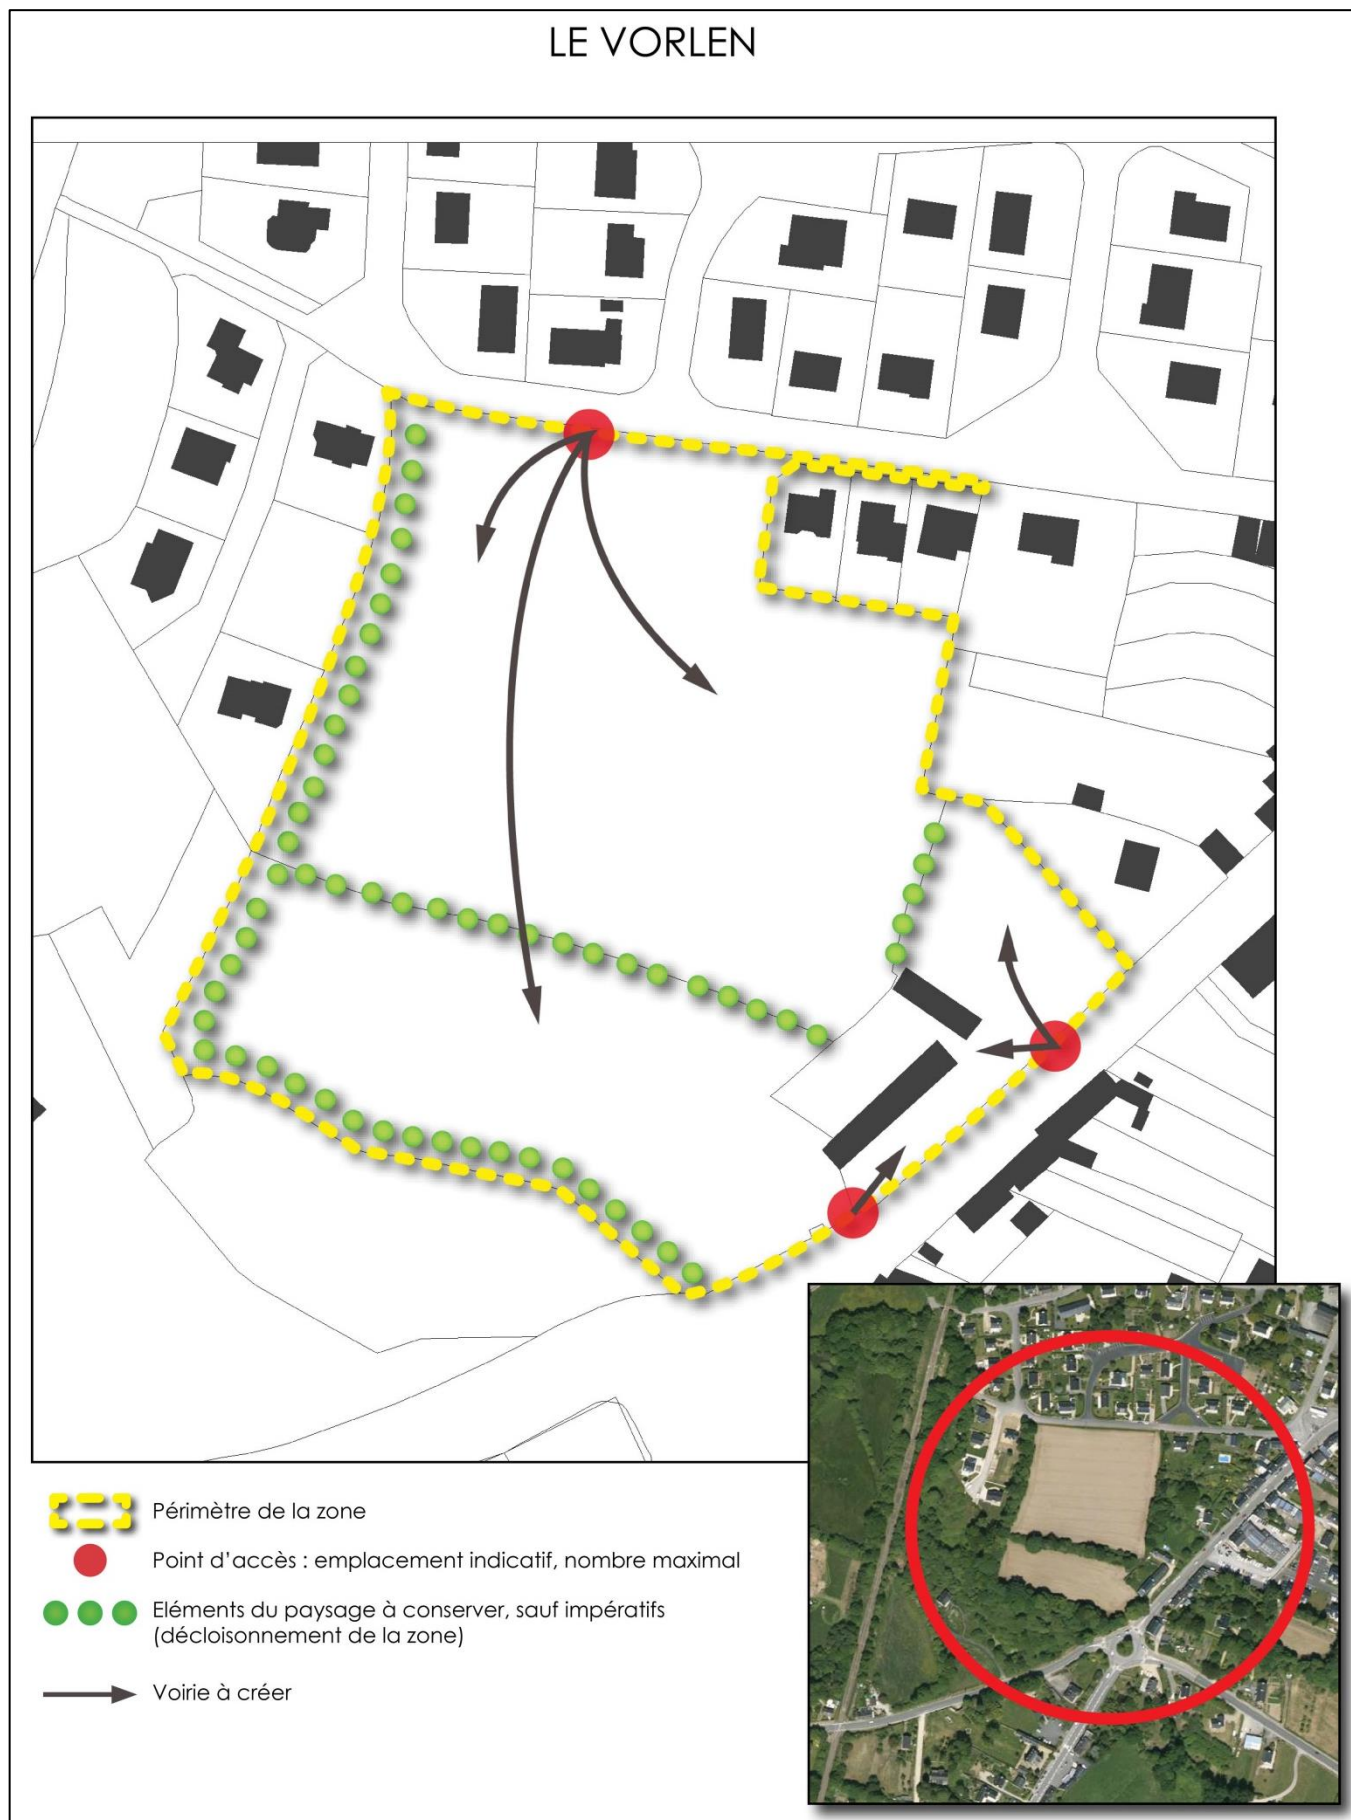 LE VORLEN
Périmètre de la zone
Point d'accès : emplacement indicatif, nombre maximal
Eléments du paysage à conserver, sauf impératifs
(décloisonnement de la zone)
Voirie à créer